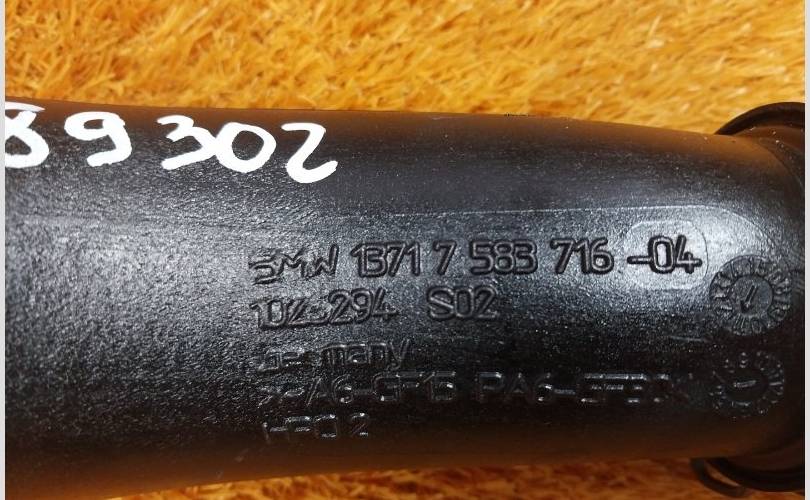 89302
BMW 1371 7 583 716 -04
S02
Germany
>PA6-GF15 PA6-GF30<